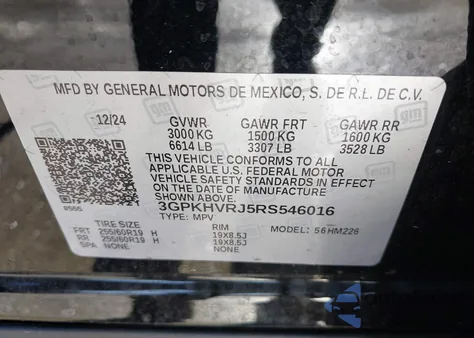 MFD BY GENERAL MOTORS DE MEXICO, S. DE R.L. DE C.V.
12/24 GVWR GAWR FRT GAWR RR
3000 KG 1500 KG 1600 KG
6614 LB 3307 LB 3528 LB
THIS VEHICLE CONFORMS TO ALL
APPLICABLE U.S. FEDERAL MOTOR
VEHICLE SAFETY STANDARDS IN EFFECT
ON THE DATE OF MANUFACTURE
SHOWN ABOVE.
3GPKHVRJ5RS546016
TYPE: MPV MODEL: 56HM226
TIRE SIZE RIM
FRT 255/60R19 H 19X8.5J
RR 255/60R19 H 19X8.5J
SPA NONE NONE